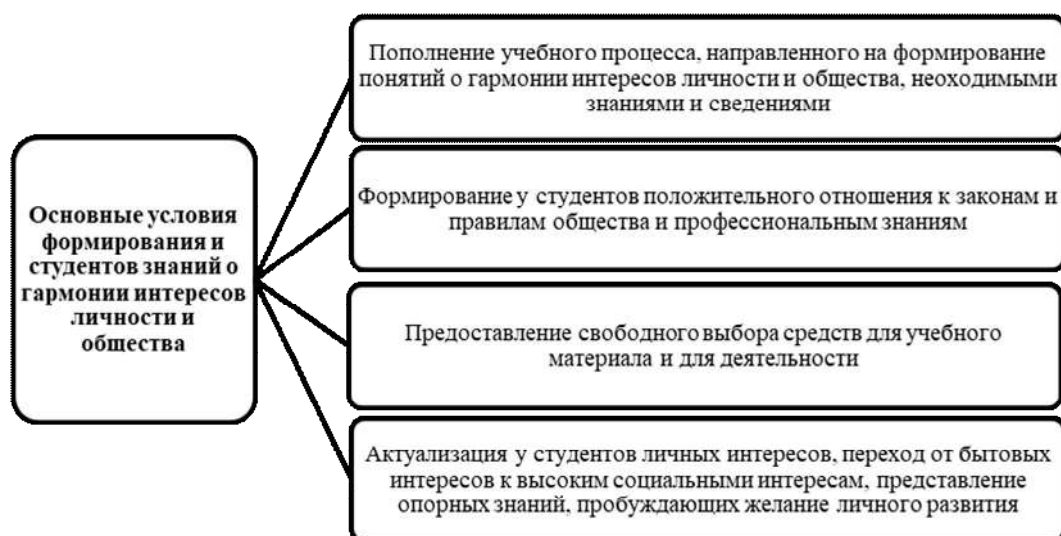 Основные условия
формирования и
студентов знаний о
гармонии интересов
личности и
общества
Пополнение учебного процесса, направленного на формирование
понятий о гармонии интересов личности и общества, неоходимыми
знаниями и сведениями
Формирование у студентов положительного отношения к законам и
правилам общества и профессиональным знаниям
Предоставление свободного выбора средств для учебного
материала и для деятельности
Актуализация у студентов личных интересов, переход от бытовых
интересов к высоким социальными интересам, представление
опорных знаний, пробуждающих желание личного развития